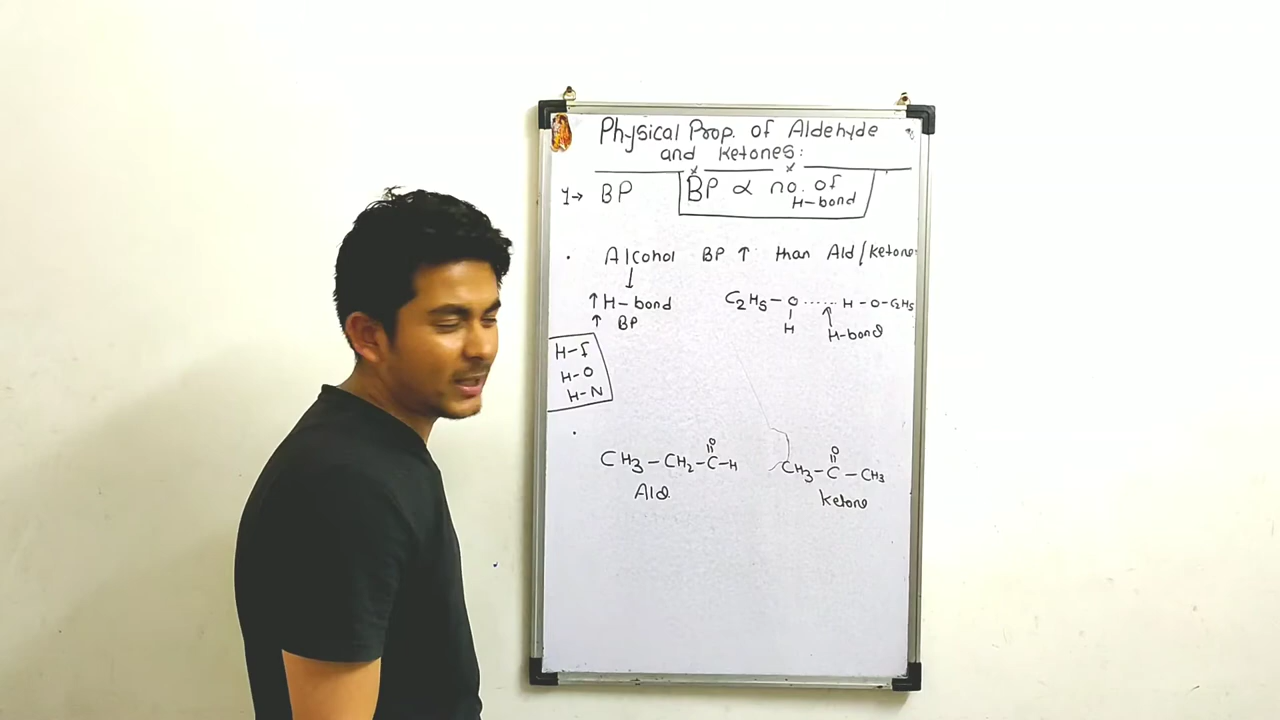 Physical Prop. of Aldehyde
and Ketones:
1→ BP
BP ∝ no. of
H-bond
• Alcohol BP ↑ than Ald/ketone
↓
↑ H-bond
↑ BP
C₂H₅-O⋯⋯H-O-C₂H₅
H
↑
H-bond
H-f
H-O
H-N
•
O
CH₃-CH₂-C-H
Ald
O
CH₃-C-CH₃
Ketone